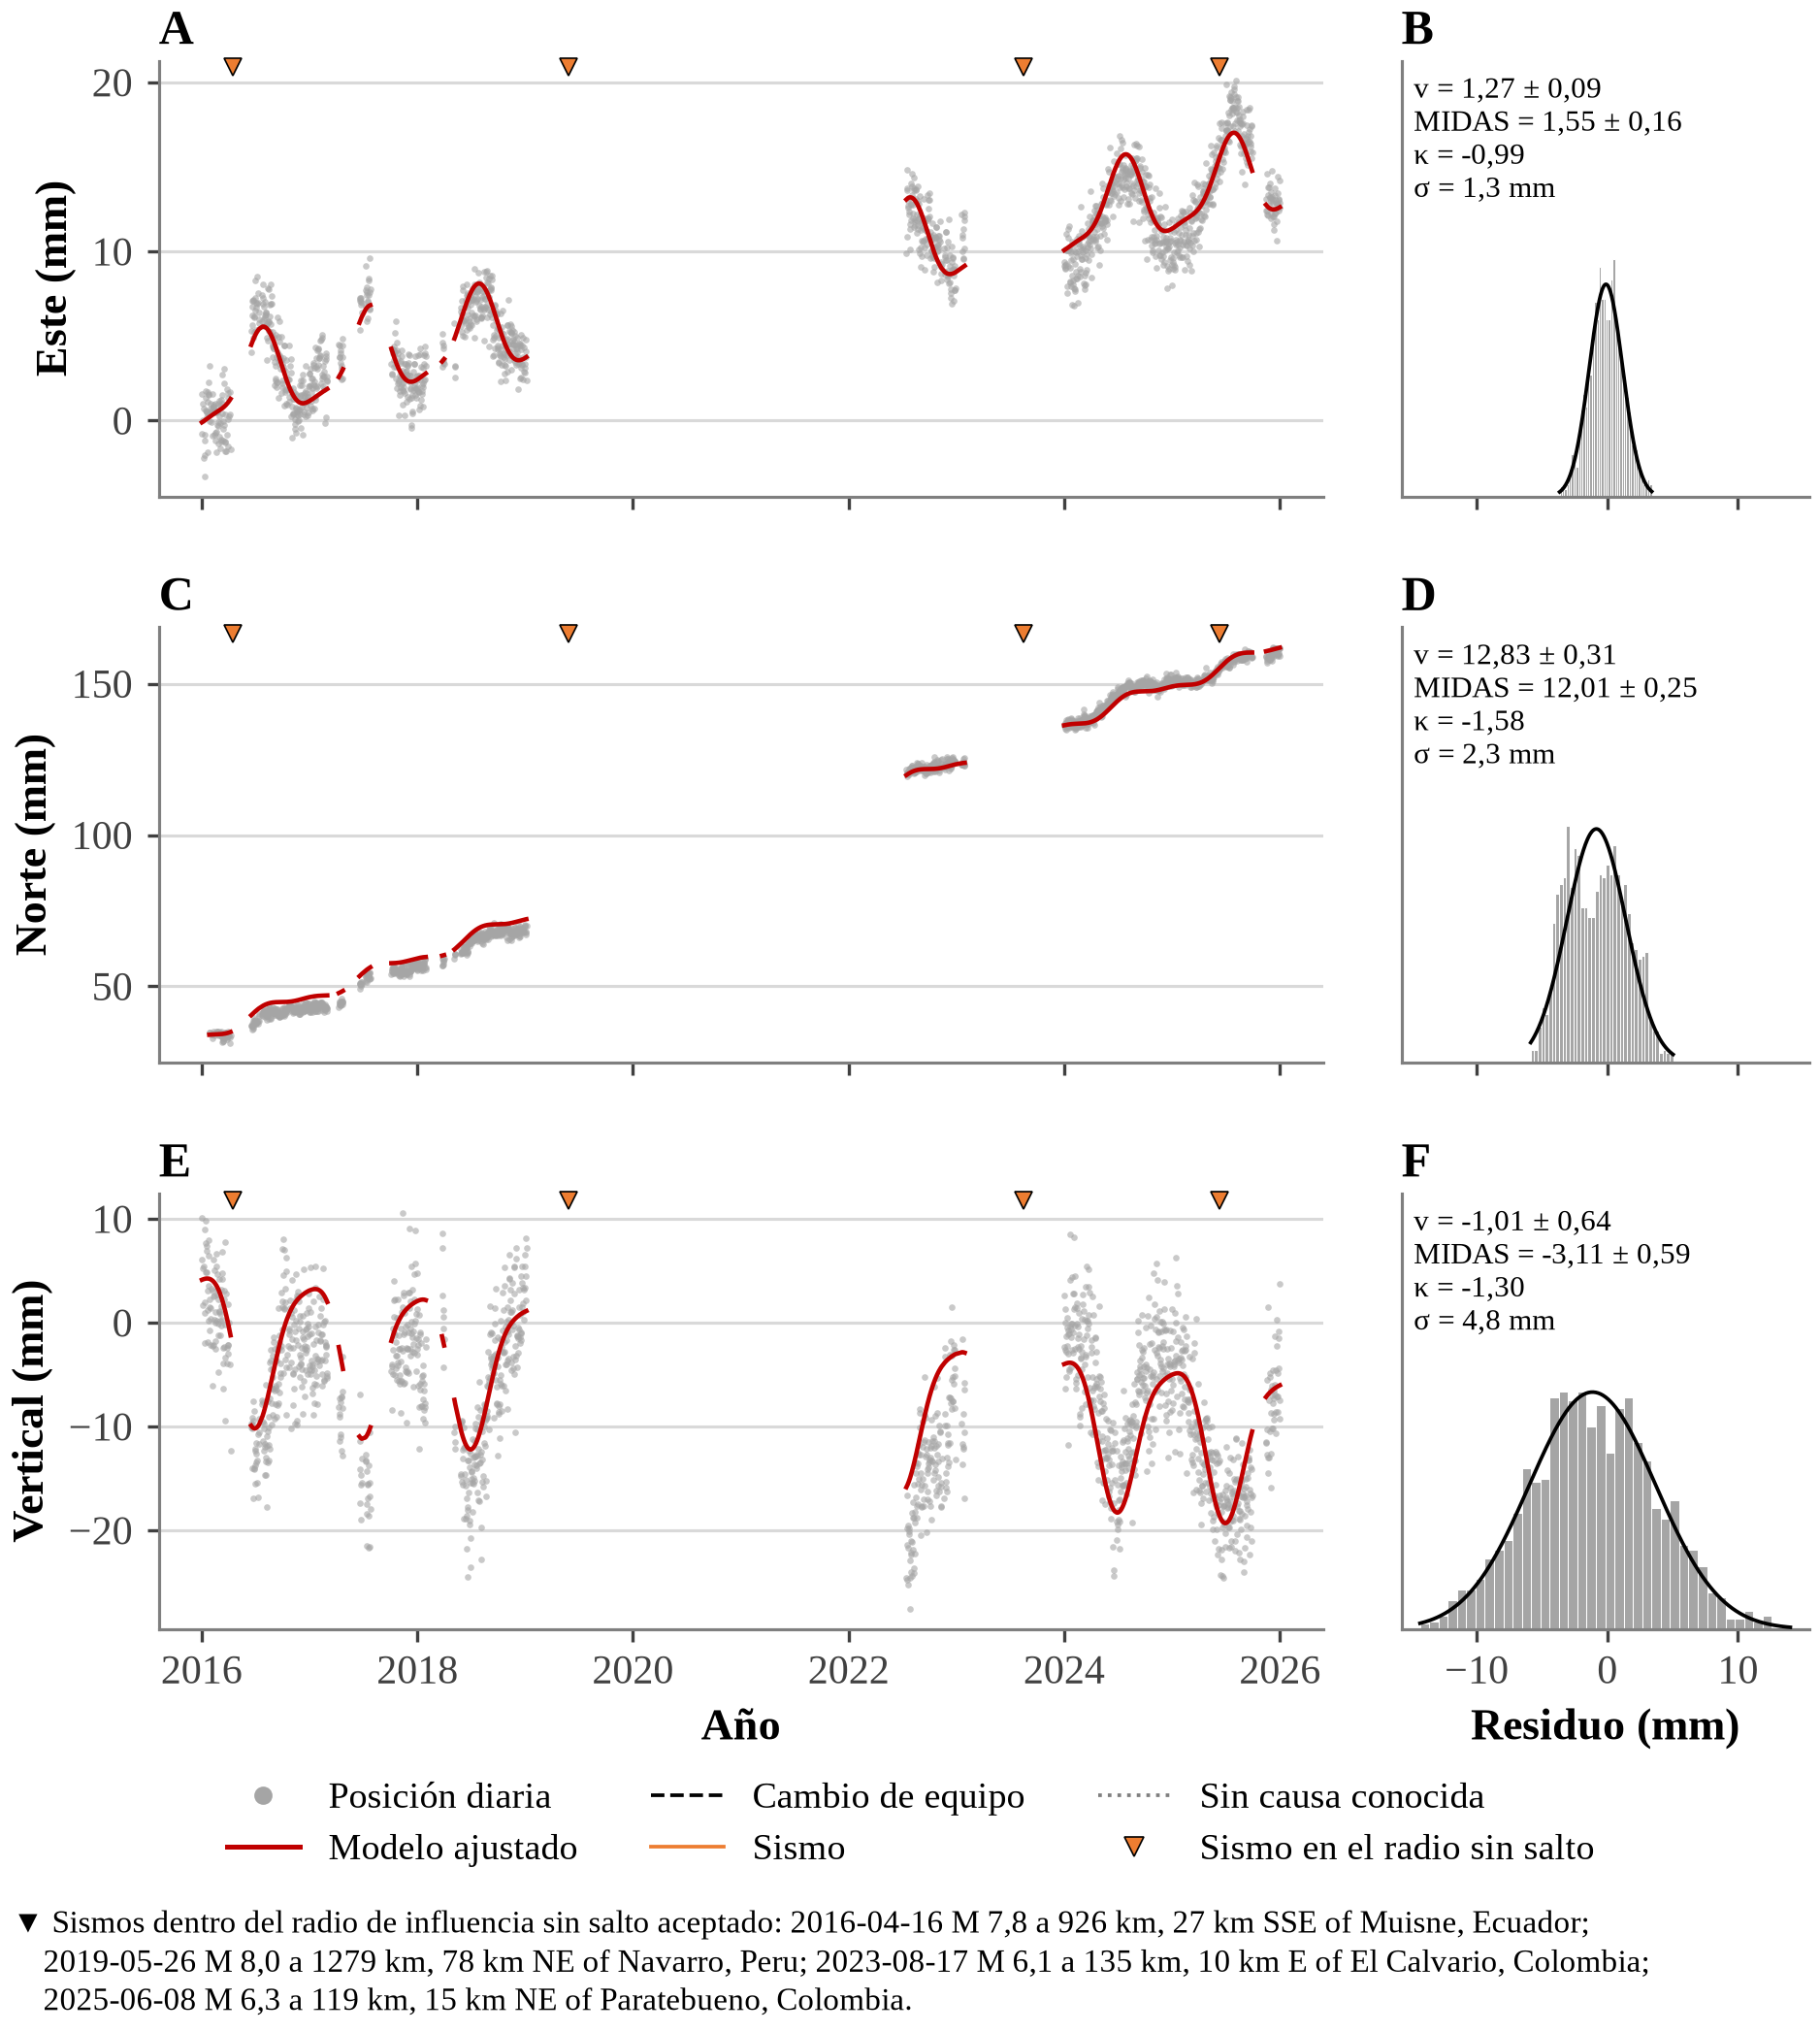 A
B
20
10
0
Este (mm)
v = 1,27 ± 0,09
MIDAS = 1,55 ± 0,16
κ = -0,99
σ = 1,3 mm
C
D
150
100
50
Norte (mm)
v = 12,83 ± 0,31
MIDAS = 12,01 ± 0,25
κ = -1,58
σ = 2,3 mm
E
F
10
0
−10
−20
Vertical (mm)
v = -1,01 ± 0,64
MIDAS = -3,11 ± 0,59
κ = -1,30
σ = 4,8 mm
2016 2018 2020 2022 2024 2026
−10 0 10
Año
Residuo (mm)
Posición diaria
Cambio de equipo
Sin causa conocida
Modelo ajustado
Sismo
Sismo en el radio sin salto
▼ Sismos dentro del radio de influencia sin salto aceptado: 2016-04-16 M 7,8 a 926 km, 27 km SSE of Muisne, Ecuador;
2019-05-26 M 8,0 a 1279 km, 78 km NE of Navarro, Peru; 2023-08-17 M 6,1 a 135 km, 10 km E of El Calvario, Colombia;
2025-06-08 M 6,3 a 119 km, 15 km NE of Paratebueno, Colombia.